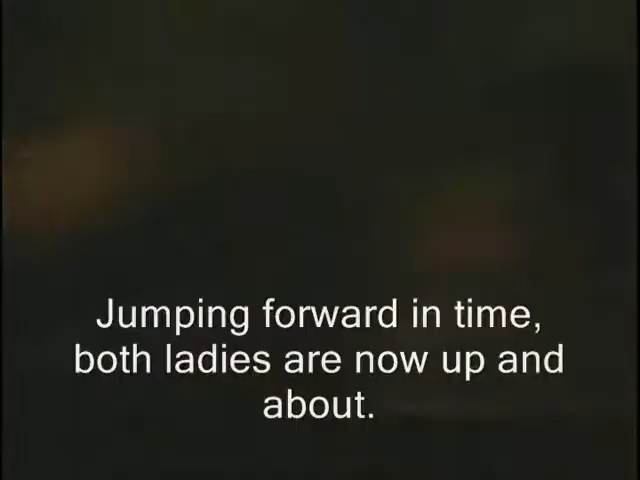 Jumping forward in time,
both ladies are now up and
about.